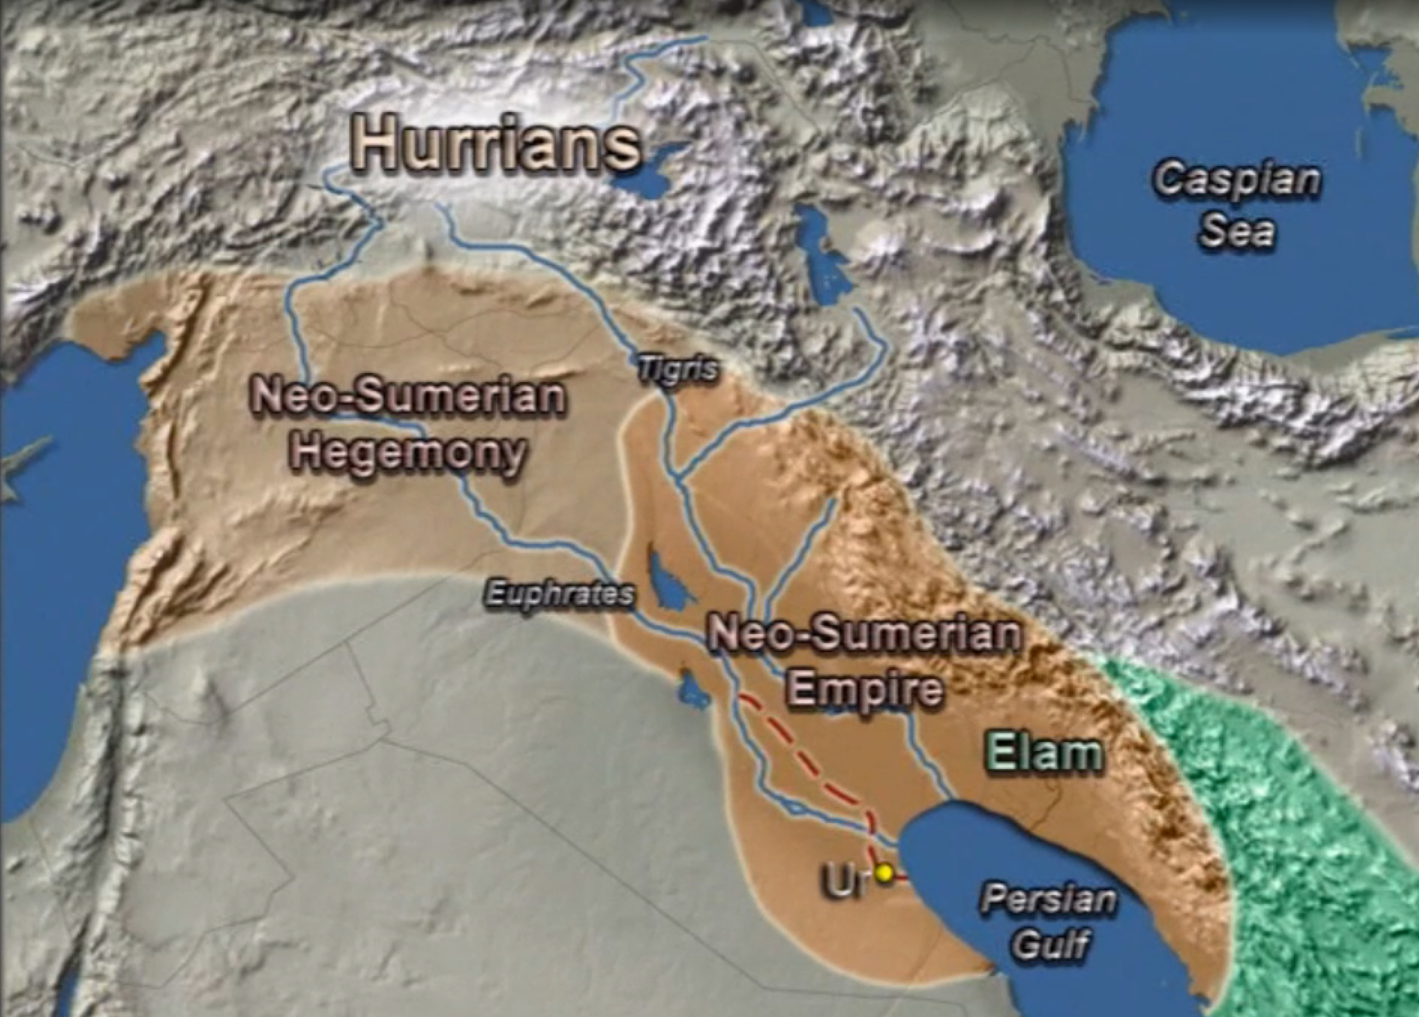 Hurrians
Caspian
Sea
Tigris
Neo-Sumerian
Hegemony
Euphrates
Neo-Sumerian
Empire
Elam
Ur
Persian
Gulf